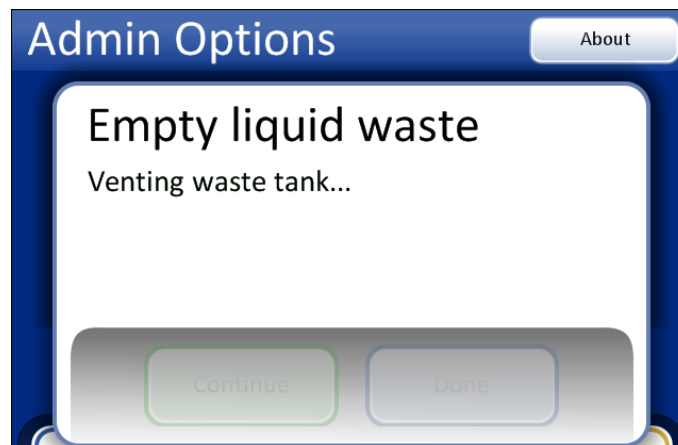 Admin Options
About
Empty liquid waste
Venting waste tank...
Continue
Done